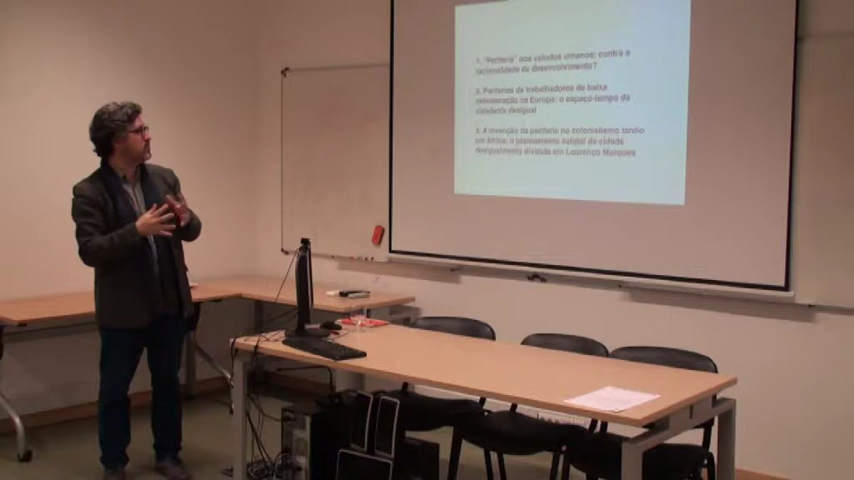 1. "Periferia" nos estudos urbanos: contra a
racionalidade do desenvolvimento?
2. Periferias de trabalhadores de baixa
remuneração na Europa: o espaço-tempo da
cidadania desigual
3. A invenção da periferia no colonialismo tardio
em África: o planeamento estatal da cidade
desigualmente dividida em Lourenço Marques